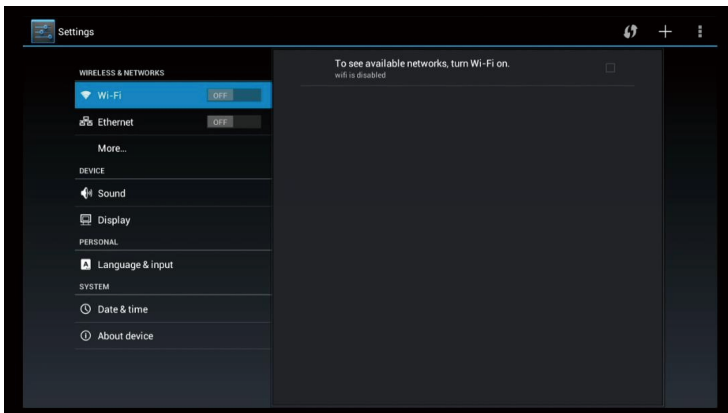 Settings
WIRELESS & NETWORKS
Wi-Fi OFF
Ethernet OFF
More...
DEVICE
Sound
Display
PERSONAL
A Language & input
SYSTEM
Date & time
About device
To see available networks, turn Wi-Fi on.
wifi is disabled